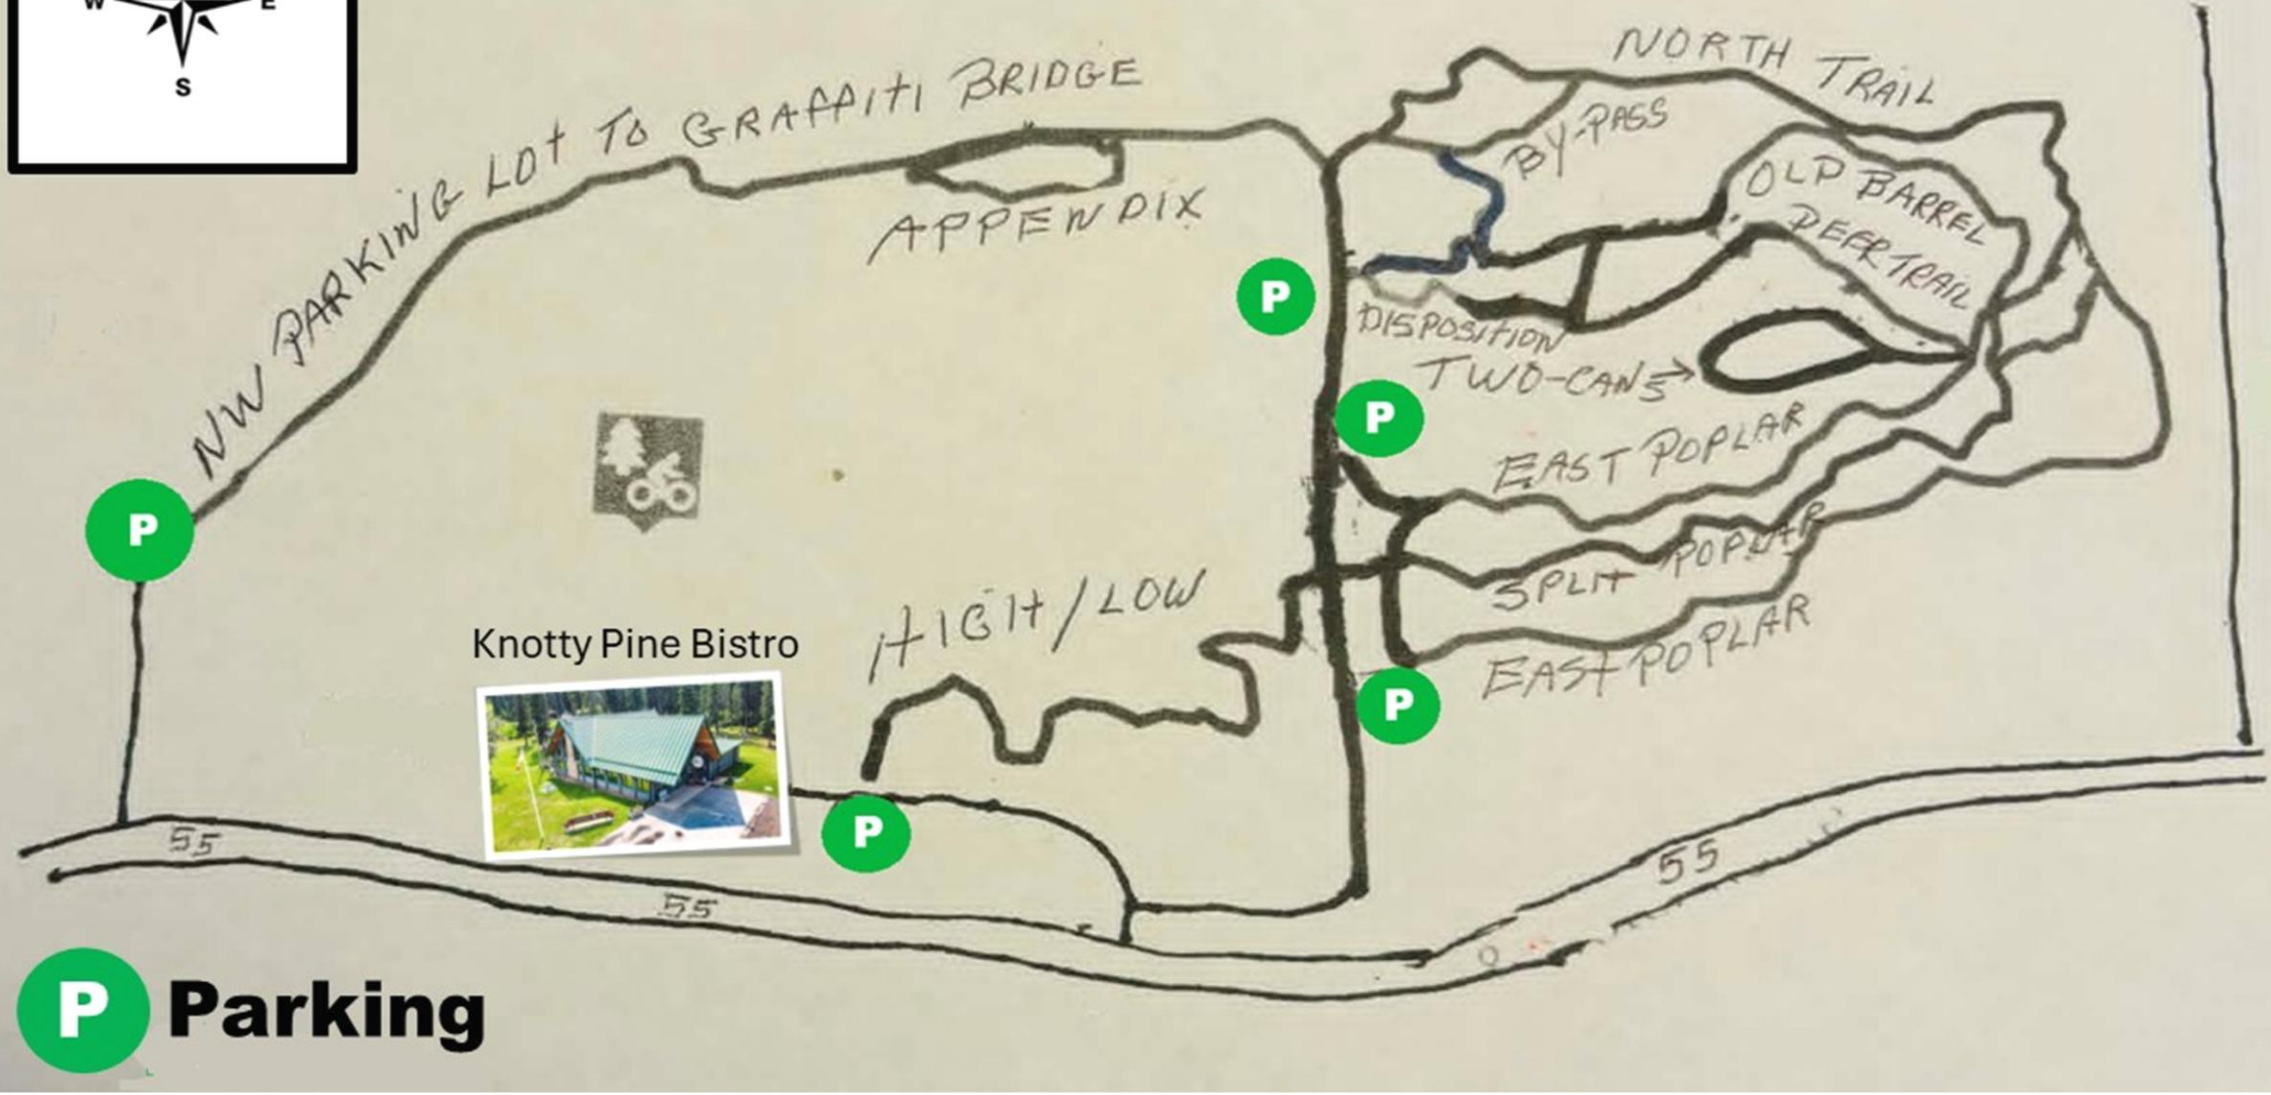 W E
S
NW PARKING LOT TO GRAFFITI BRIDGE
NORTH TRAIL
BY-PASS
OLD BARREL
DEER TRAIL
APPENDIX
P
DISPOSITION
TWO-CANS
P
EAST POPLAR
P
SPLIT POPLAR
HIGH/LOW
EAST POPLAR
Knotty Pine Bistro
P
P
55
55
55
P Parking